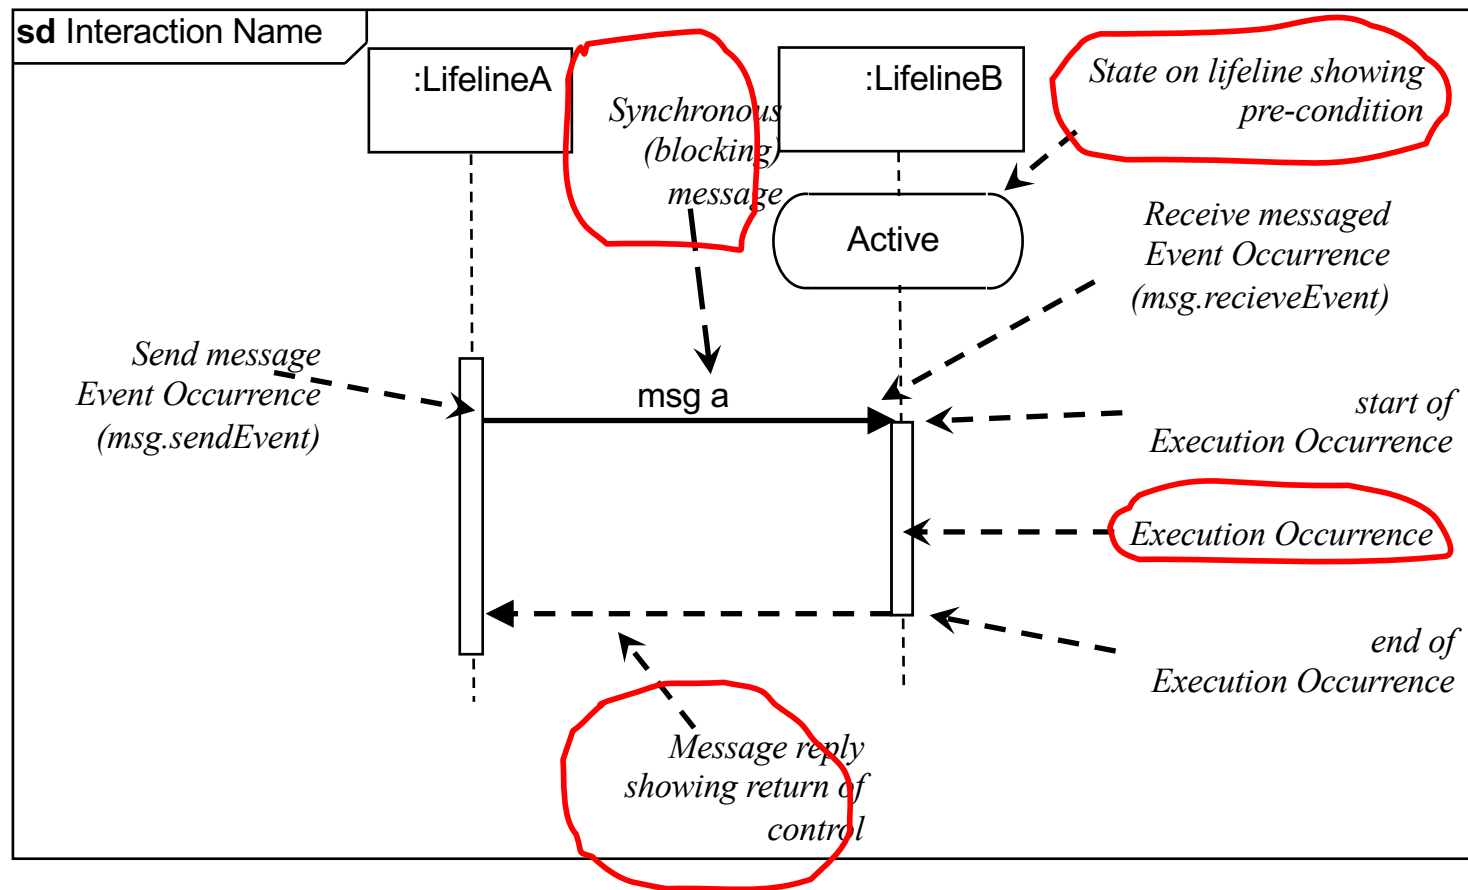 sd Interaction Name
:LifelineA
Synchronous
(blocking)
message
:LifelineB
State on lifeline showing
pre-condition
Active
Receive messaged
Event Occurrence
(msg.recieveEvent)
Send message
Event Occurrence
(msg.sendEvent)
msg a
start of
Execution Occurrence
Execution Occurrence
end of
Execution Occurrence
Message reply
showing return of
control